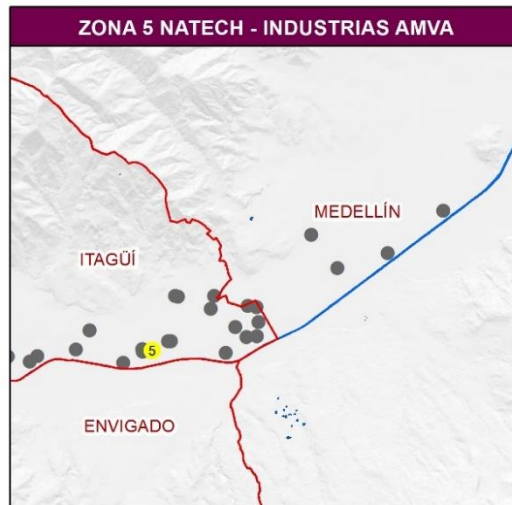 ZONA 5 NATECH - INDUSTRIAS AMVA
MEDELLÍN
ITAGÜÍ
5
ENVIGADO